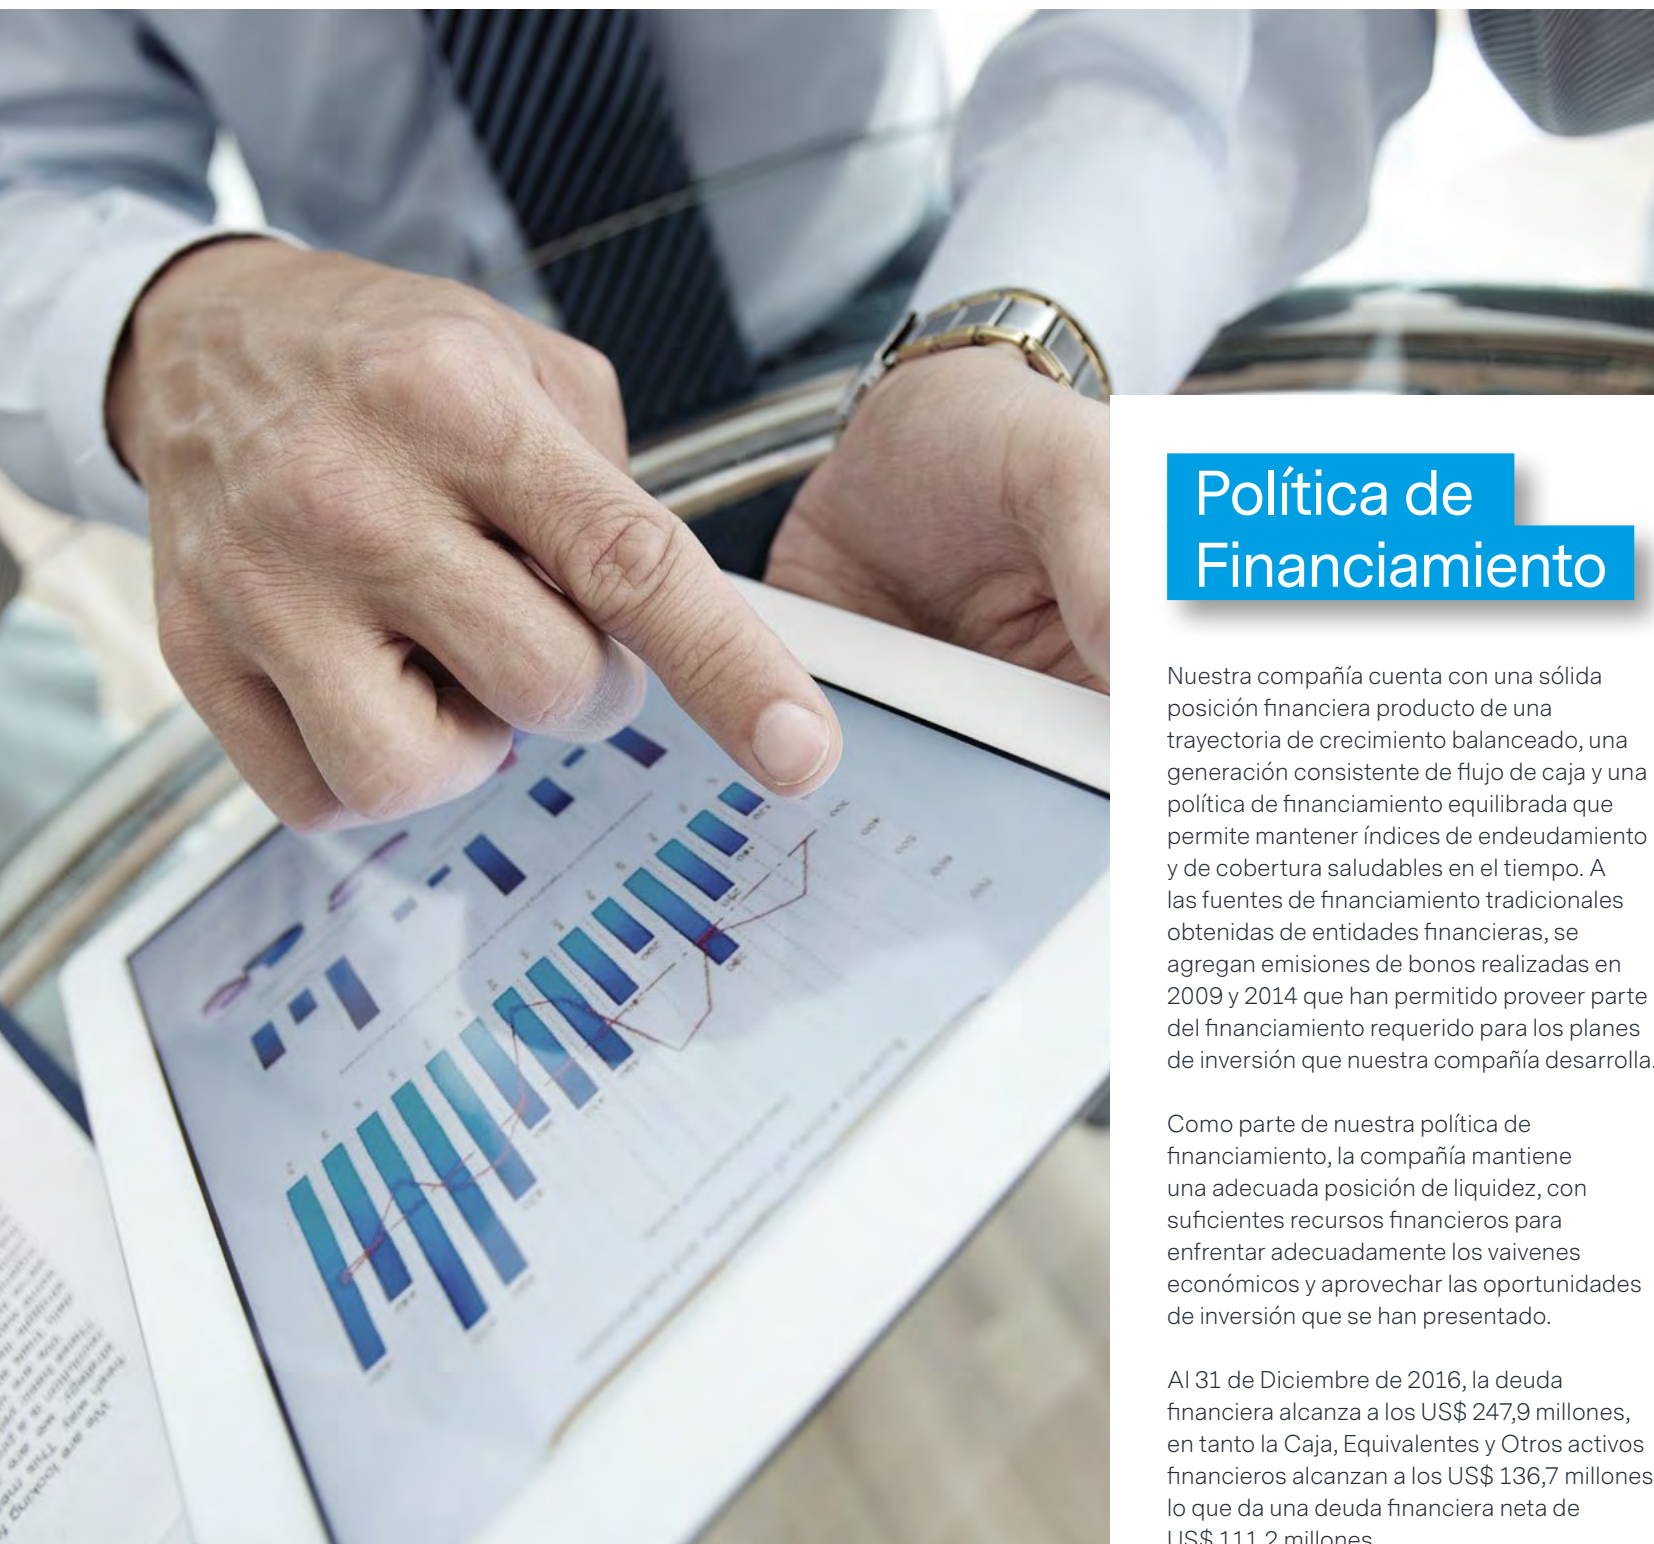 Política de
Financiamiento
Nuestra compañía cuenta con una sólida
posición financiera producto de una
trayectoria de crecimiento balanceado, una
generación consistente de flujo de caja y una
política de financiamiento equilibrada que
permite mantener índices de endeudamiento
y de cobertura saludables en el tiempo. A
las fuentes de financiamiento tradicionales
obtenidas de entidades financieras, se
agregan emisiones de bonos realizadas en
2009 y 2014 que han permitido proveer parte
del financiamiento requerido para los planes
de inversión que nuestra compañía desarrolla.
Como parte de nuestra política de
financiamiento, la compañía mantiene
una adecuada posición de liquidez, con
suficientes recursos financieros para
enfrentar adecuadamente los vaivenes
económicos y aprovechar las oportunidades
de inversión que se han presentado.
Al 31 de Diciembre de 2016, la deuda
financiera alcanza a los US$ 247,9 millones,
en tanto la Caja, Equivalentes y Otros activos
financieros alcanzan a los US$ 136,7 millones
lo que da una deuda financiera neta de
US$ 111,2 millones
We are looking